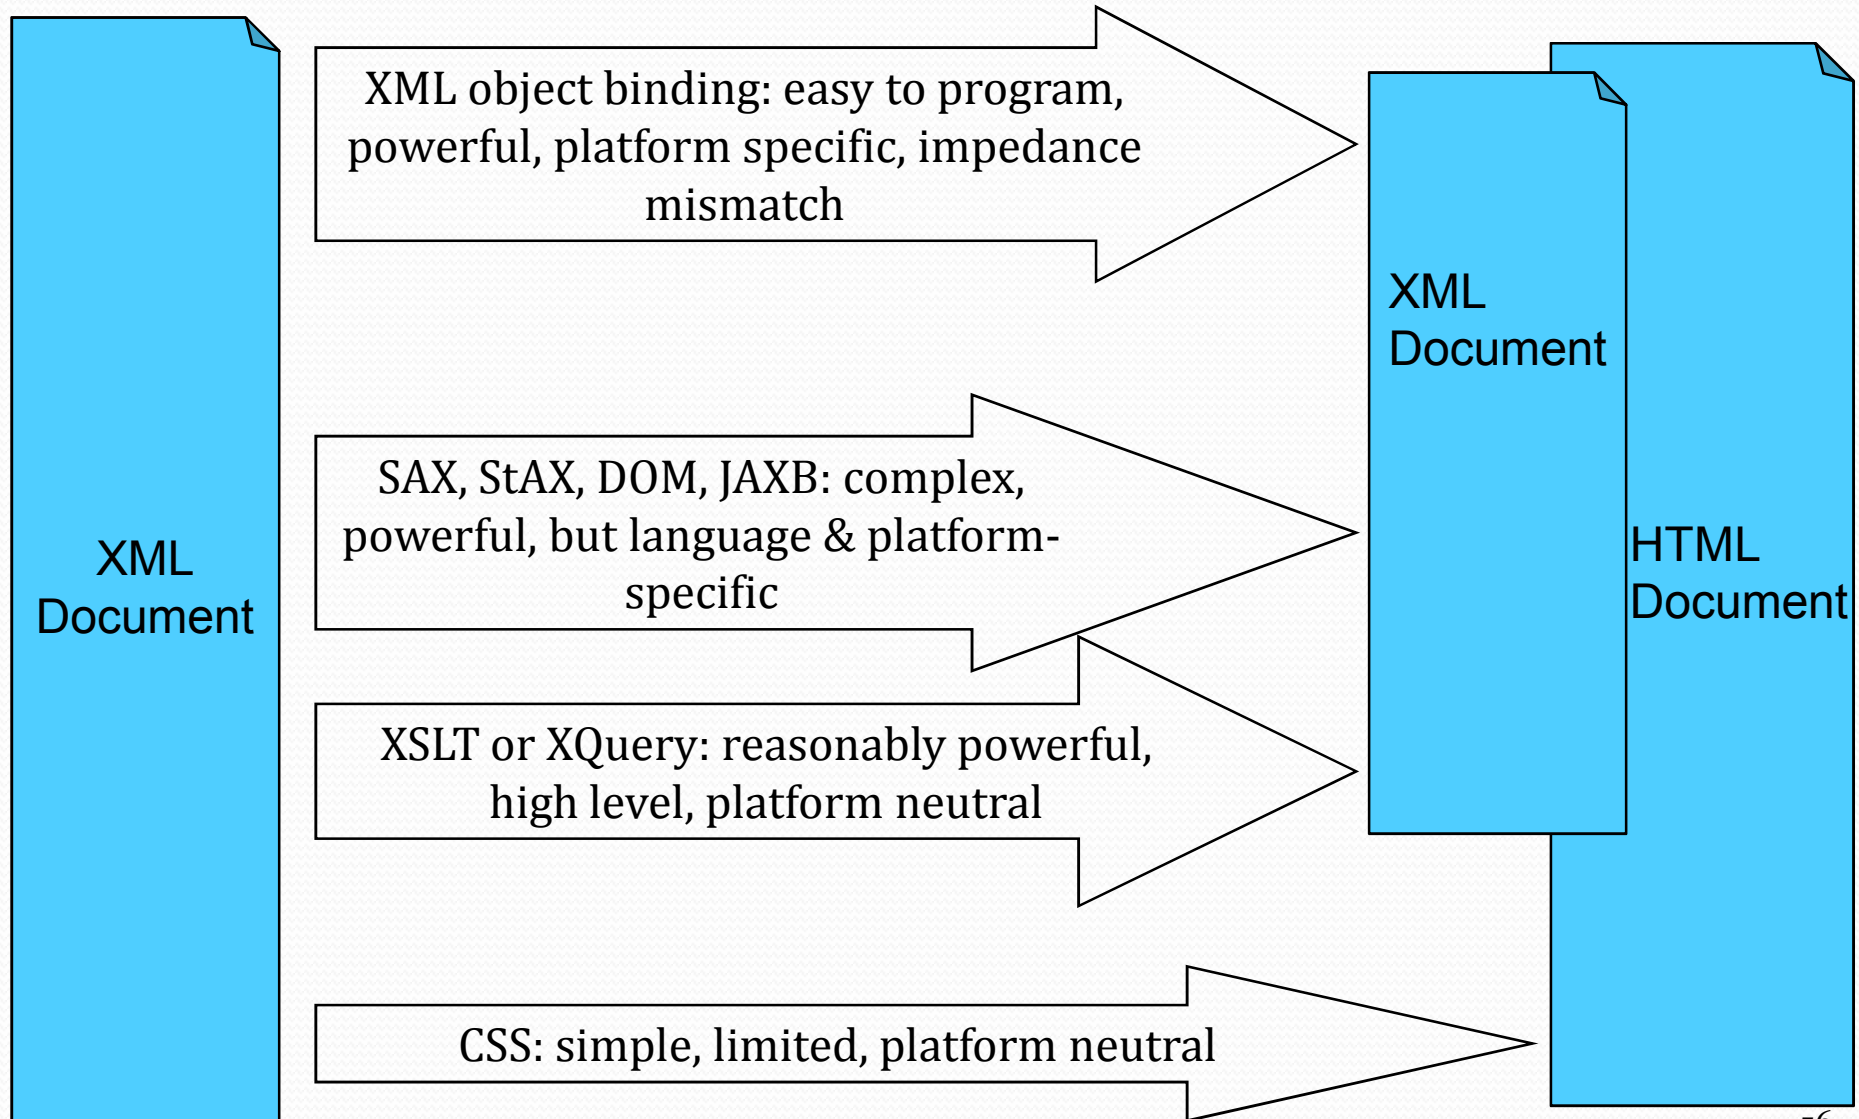 XML object binding: easy to program,
powerful, platform specific, impedance
mismatch
XML
Document
SAX, StAX, DOM, JAXB: complex,
powerful, but language & platform-
specific
XML
Document
HTML
Document
XSLT or XQuery: reasonably powerful,
high level, platform neutral
CSS: simple, limited, platform neutral